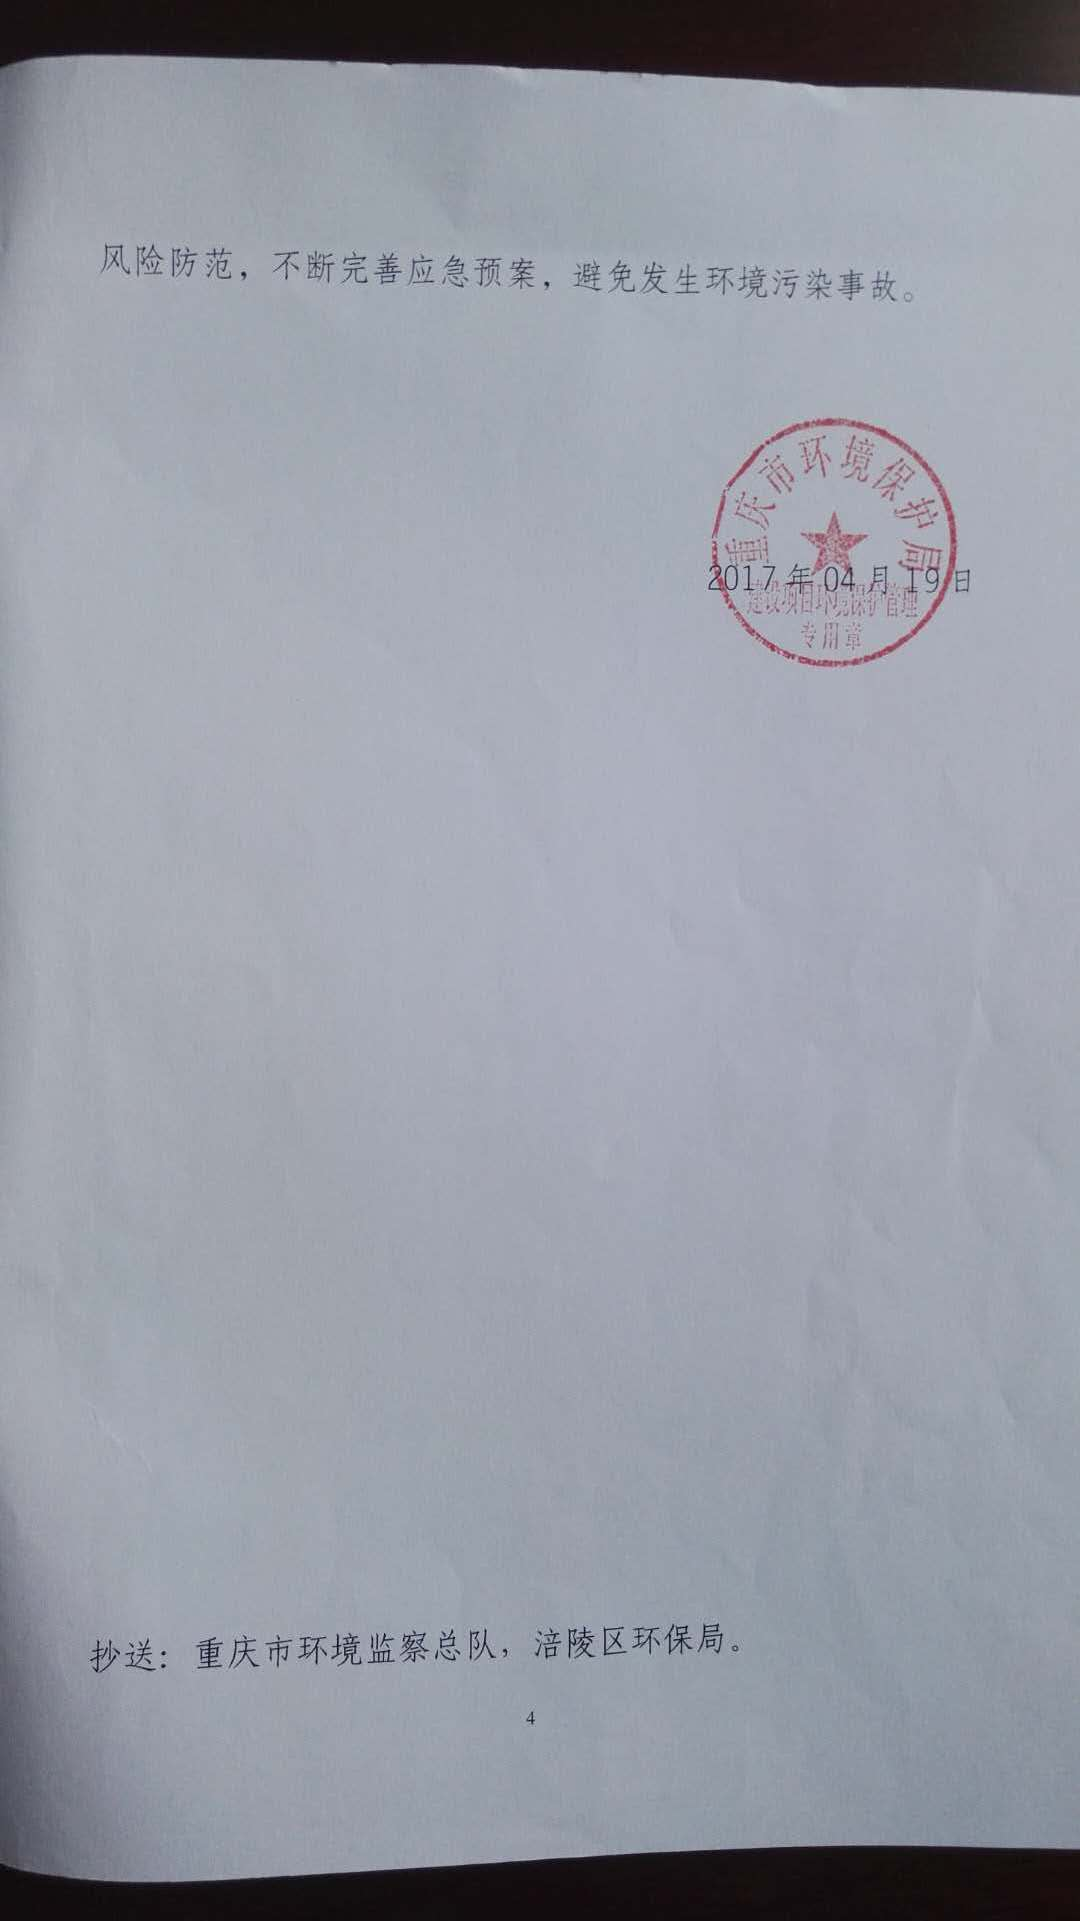 风险防范，不断完善应急预案，避免发生环境污染事故。
重庆市环境保护局
2017年04月19日
建设项目环境保护管理
专用章
抄送：重庆市环境监察总队，涪陵区环保局。
4